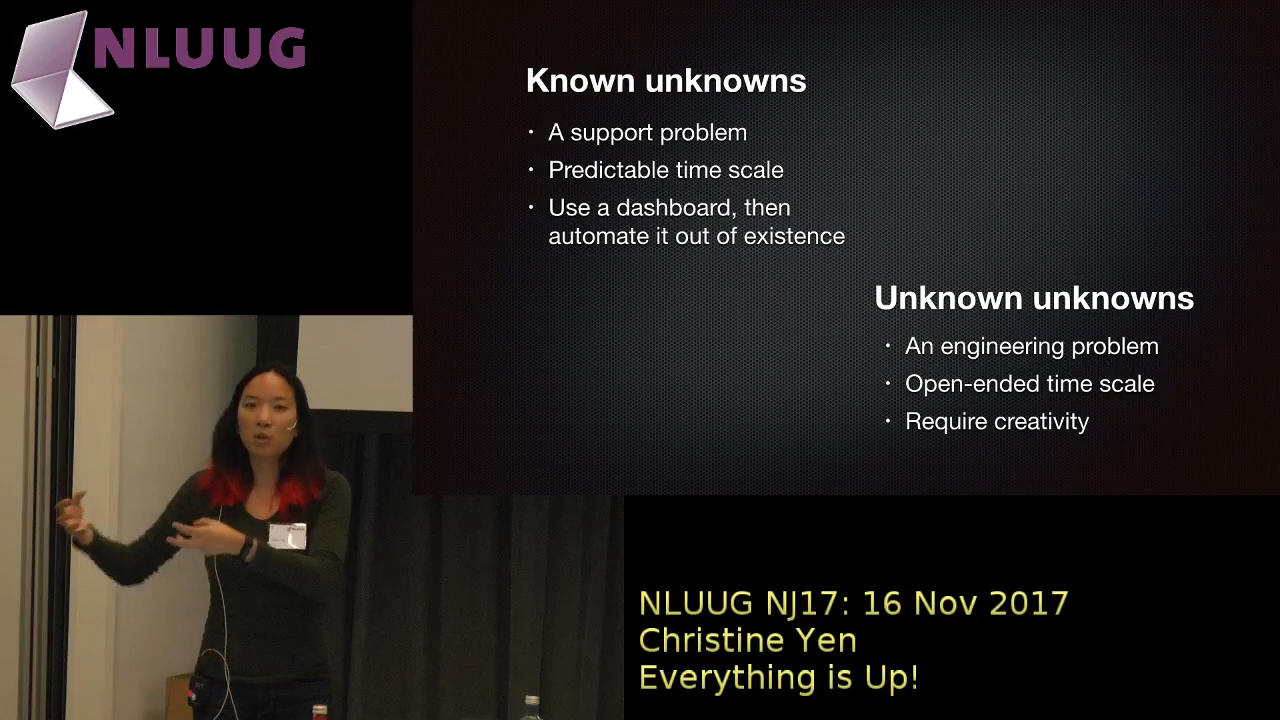 NLUUG
Known unknowns
· A support problem
· Predictable time scale
· Use a dashboard, then
automate it out of existence
Unknown unknowns
· An engineering problem
· Open-ended time scale
· Require creativity
NLUUG NJ17: 16 Nov 2017
Christine Yen
Everything is Up!